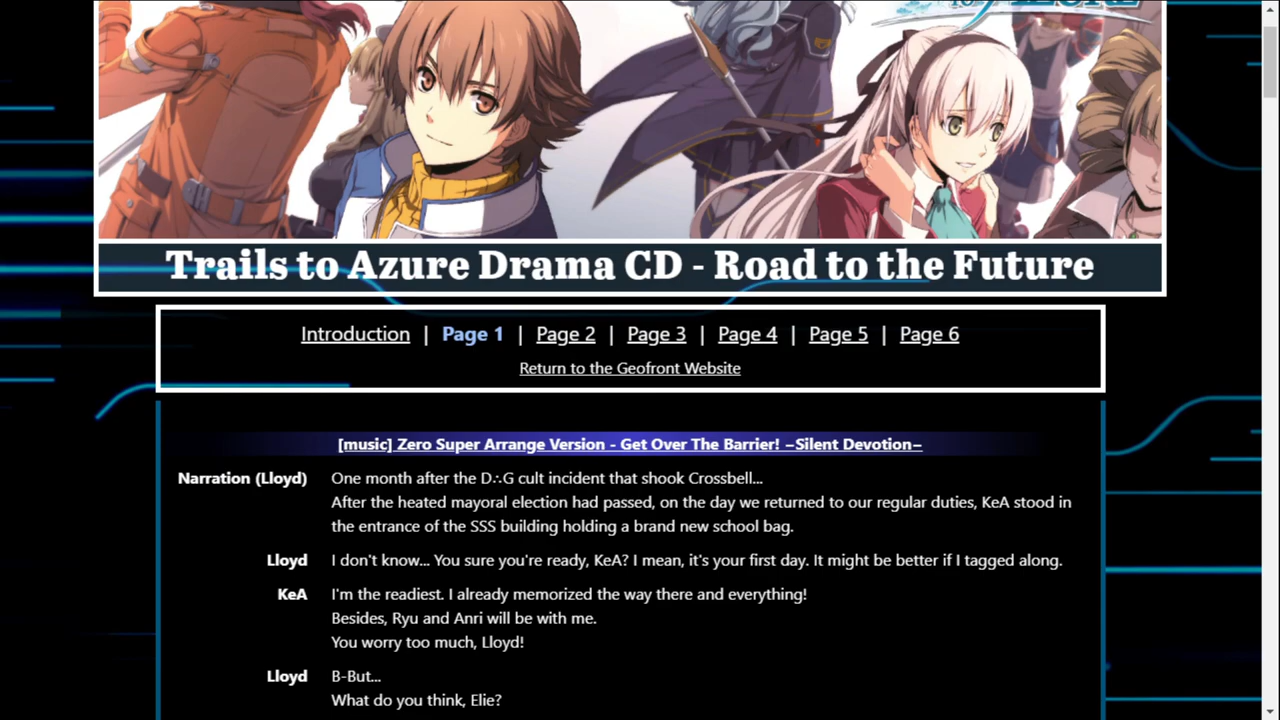 to AZURE
Trails to Azure Drama CD - Road to the Future
Introduction | Page 1 | Page 2 | Page 3 | Page 4 | Page 5 | Page 6
Return to the Geofront Website
[music] Zero Super Arrange Version - Get Over The Barrier! −Silent Devotion−
Narration (Lloyd) One month after the D∴G cult incident that shook Crossbell...
After the heated mayoral election had passed, on the day we returned to our regular duties, KeA stood in
the entrance of the SSS building holding a brand new school bag.
Lloyd I don't know... You sure you're ready, KeA? I mean, it's your first day. It might be better if I tagged along.
KeA I'm the readiest. I already memorized the way there and everything!
Besides, Ryu and Anri will be with me.
You worry too much, Lloyd!
Lloyd B-But...
What do you think, Elie?